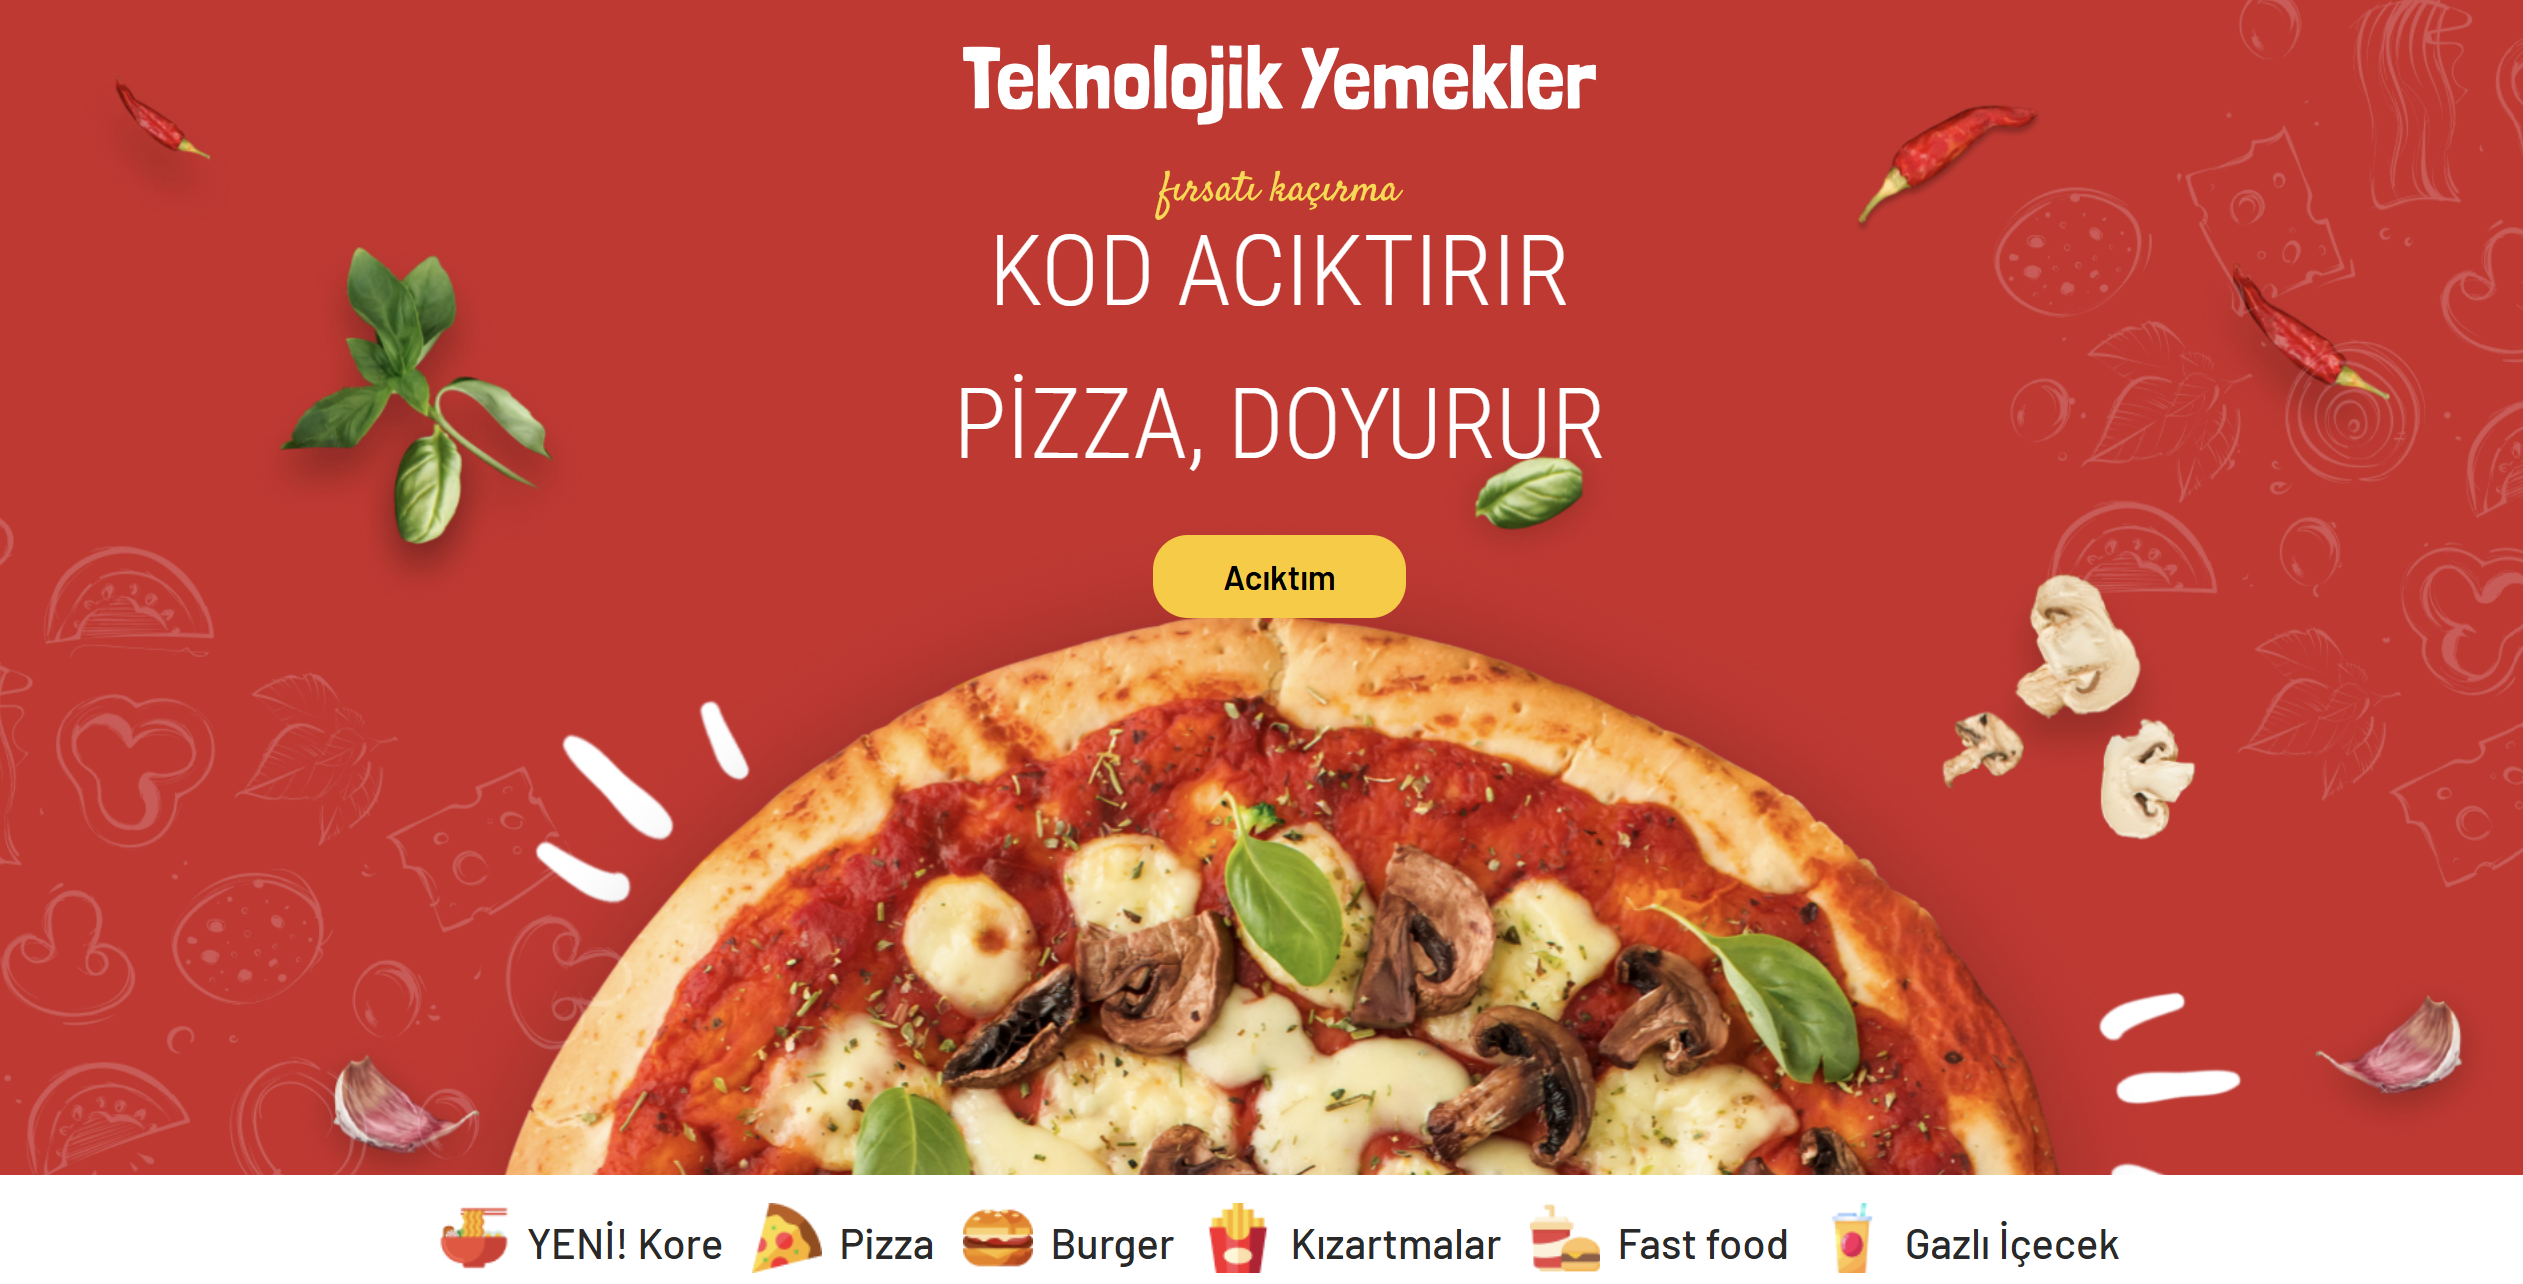 Teknolojik Yemekler
fırsatı kaçırma
KOD ACIKTIRIR
PİZZA, DOYURUR
Acıktım
YENİ! Kore
Pizza
Burger
Kızartmalar
Fast food
Gazlı İçecek